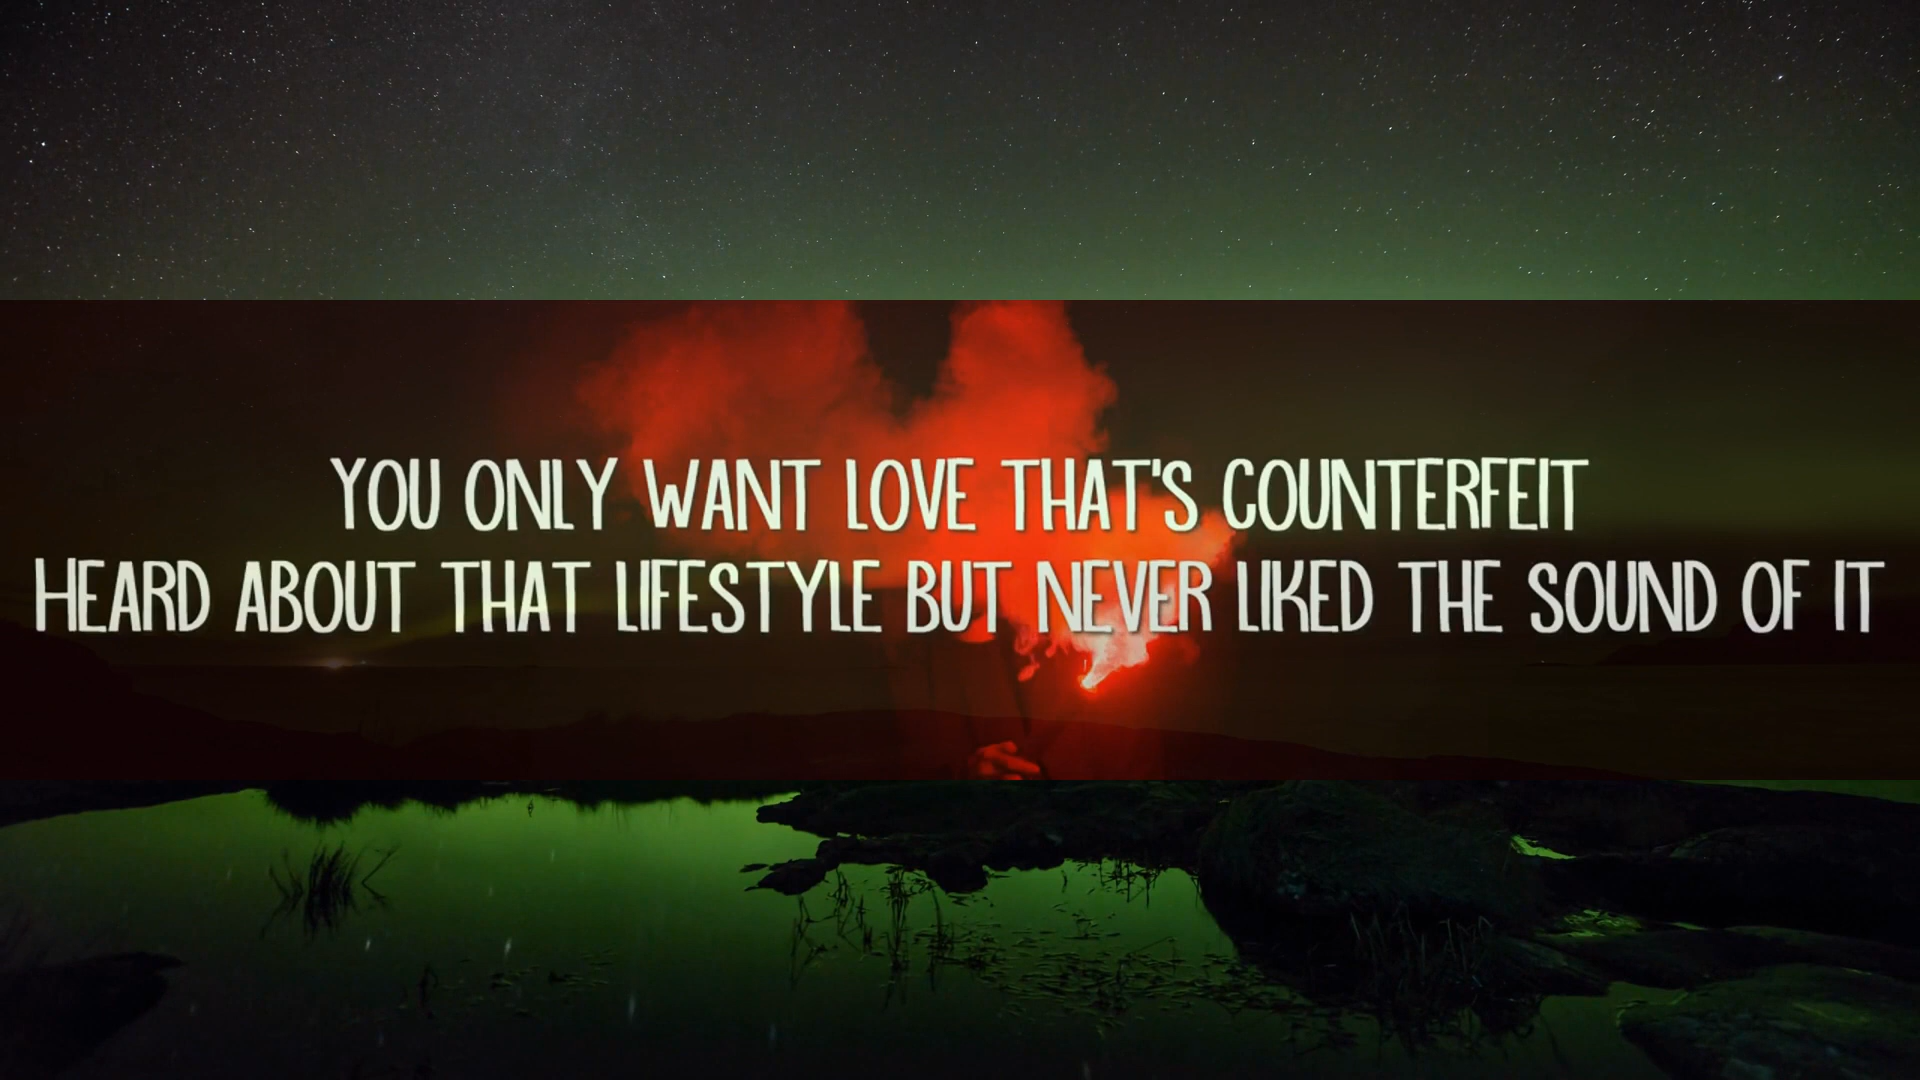 YOU ONLY WANT LOVE THAT'S COUNTERFEIT
HEARD ABOUT THAT LIFESTYLE BUT NEVER LIKED THE SOUND OF IT